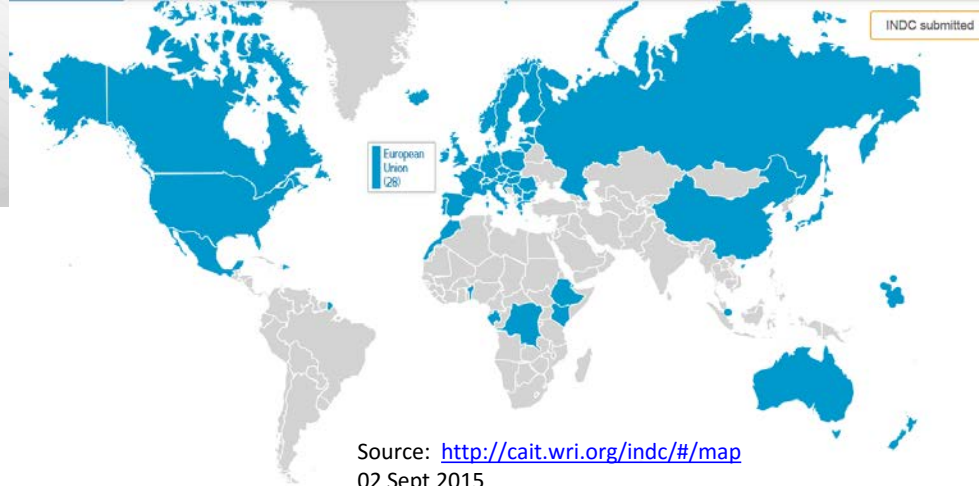 INDC submitted
European
Union
(28)
Source: http://cait.wri.org/indc/#/map
02 Sept 2015